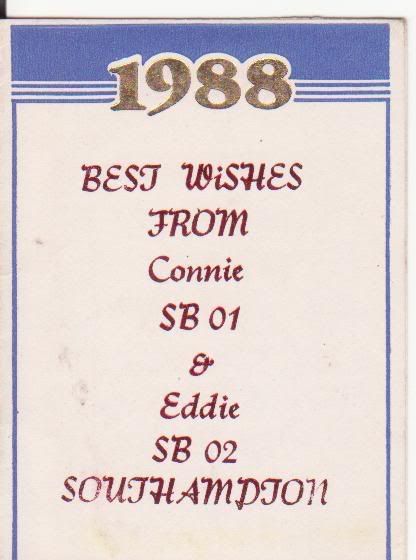 1988
BEST WiSHES
FROM
Connie
SB 01
&
Eddie
SB 02
SOUTHAMPTON